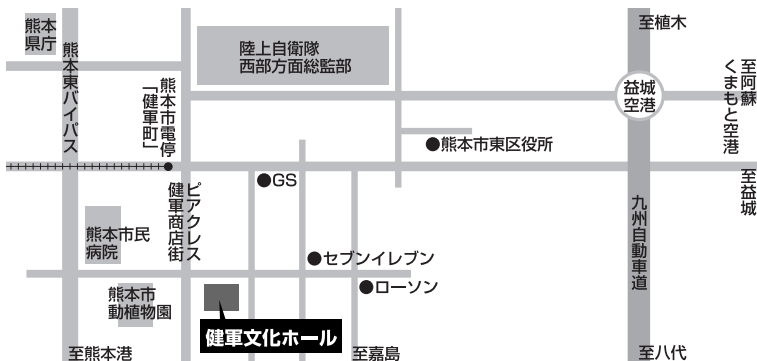 熊本
県庁
熊本東バイパス
熊本市電停
「健軍町」
陸上自衛隊
西部方面総監部
至植木
益城
空港
至阿蘇
くまもと空港
●熊本市東区役所
至益城
●GS
ピアクレス
健軍商店街
九州自動車道
熊本市民
病院
●セブンイレブン
●ローソン
熊本市
動植物園
健軍文化ホール
至熊本港
至嘉島
至八代